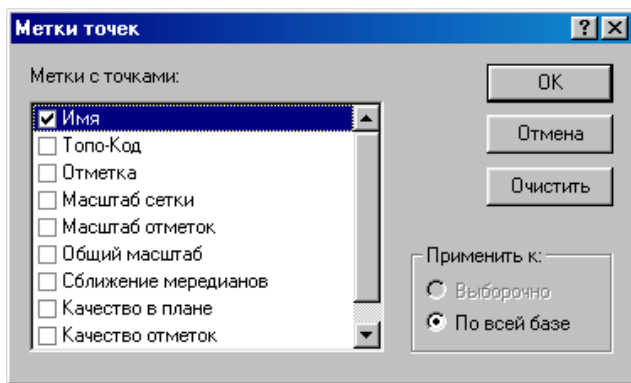 Метки точек
Метки с точками:
Имя
Топо-Код
Отметка
Масштаб сетки
Масштаб отметок
Общий масштаб
Сближение мередианов
Качество в плане
Качество отметок
OK
Отмена
Очистить
Применить к:
Выборочно
По всей базе